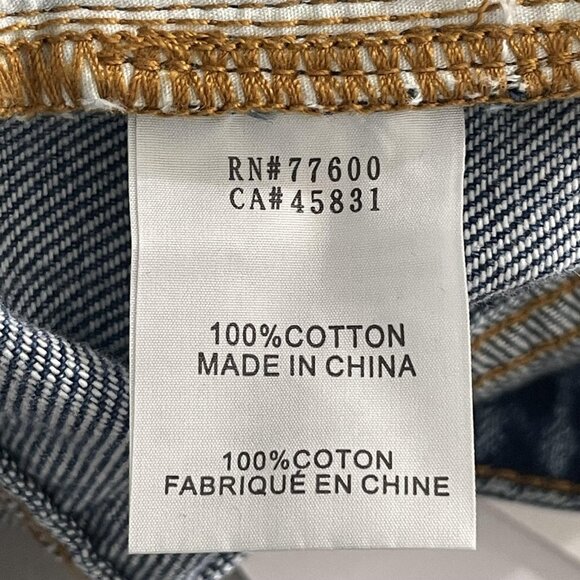 RN#77600
CA#45831
100%COTTON
MADE IN CHINA
100%COTON
FABRIQUÉ EN CHINE